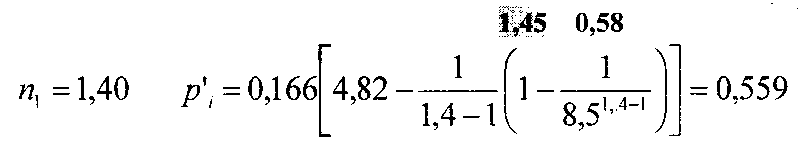 1,45 0,58
n₁ = 1,40 p'ᵢ = 0,166[4,82 − 1/(1,4 − 1)(1 − 1/8,5^(1,4−1))] = 0,559